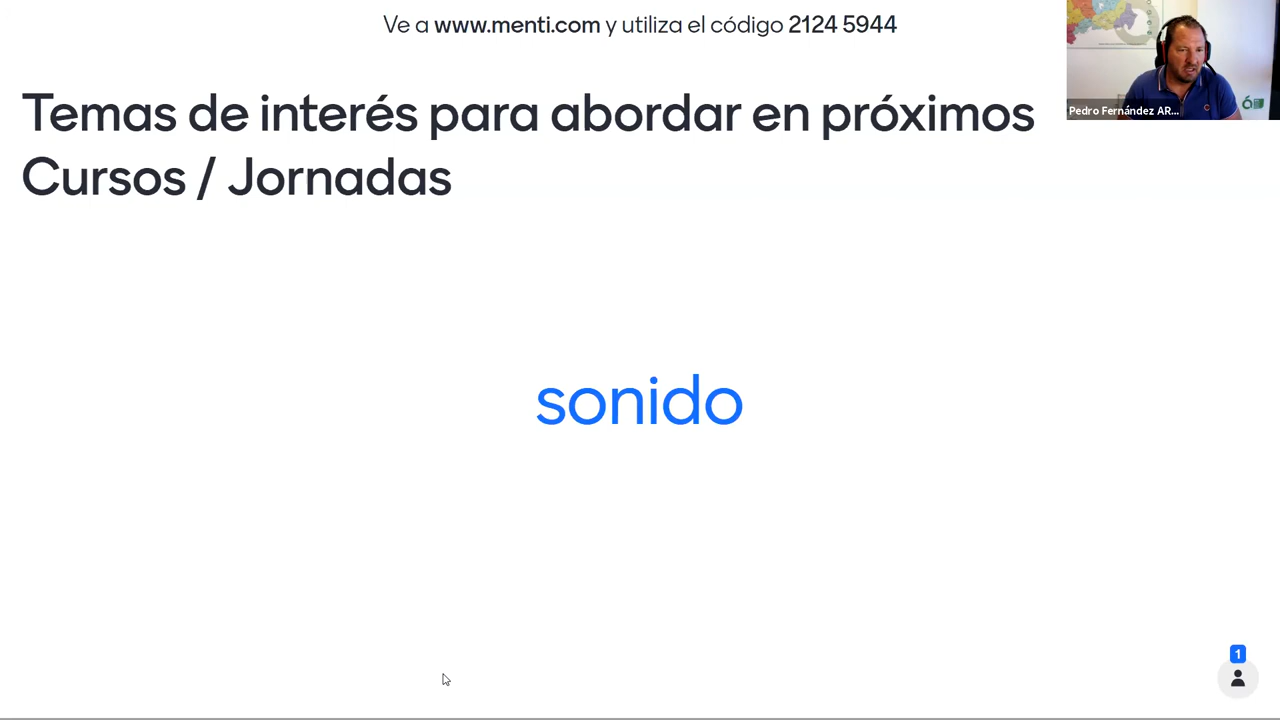 Ve a www.menti.com y utiliza el código 2124 5944
Temas de interés para abordar en próximos
Cursos / Jornadas
Pedro Fernández AR...
sonido
1